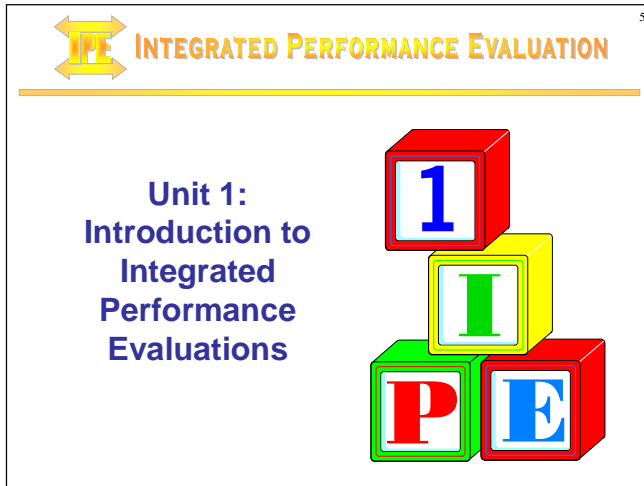 5
IPE INTEGRATED PERFORMANCE EVALUATION
Unit 1:
Introduction to
Integrated
Performance
Evaluations
1
I
P E